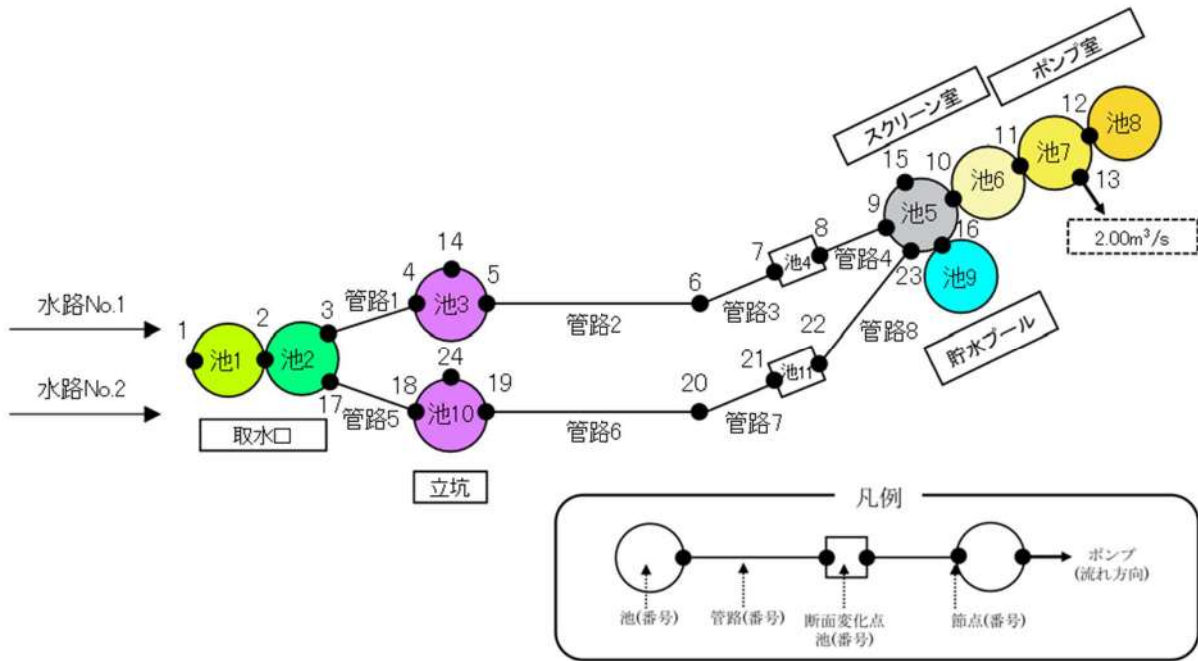 ポンプ室
スクリーン室
12
池8
11
池7
15
10
池6
13
9
池5
2.00m³/s
16
8
池4
7
管路4
23
池9
14
4
池3
5
6
管路3
管路1
管路2
水路No.1
3
22
管路8
貯水プール
1
池1
2
池2
24
21
池11
20
水路No.2
17
18
池10
19
管路7
管路5
管路6
取水口
立坑
凡例
ポンプ
(流れ方向)
池(番号)
管路(番号)
断面変化点
池(番号)
節点(番号)